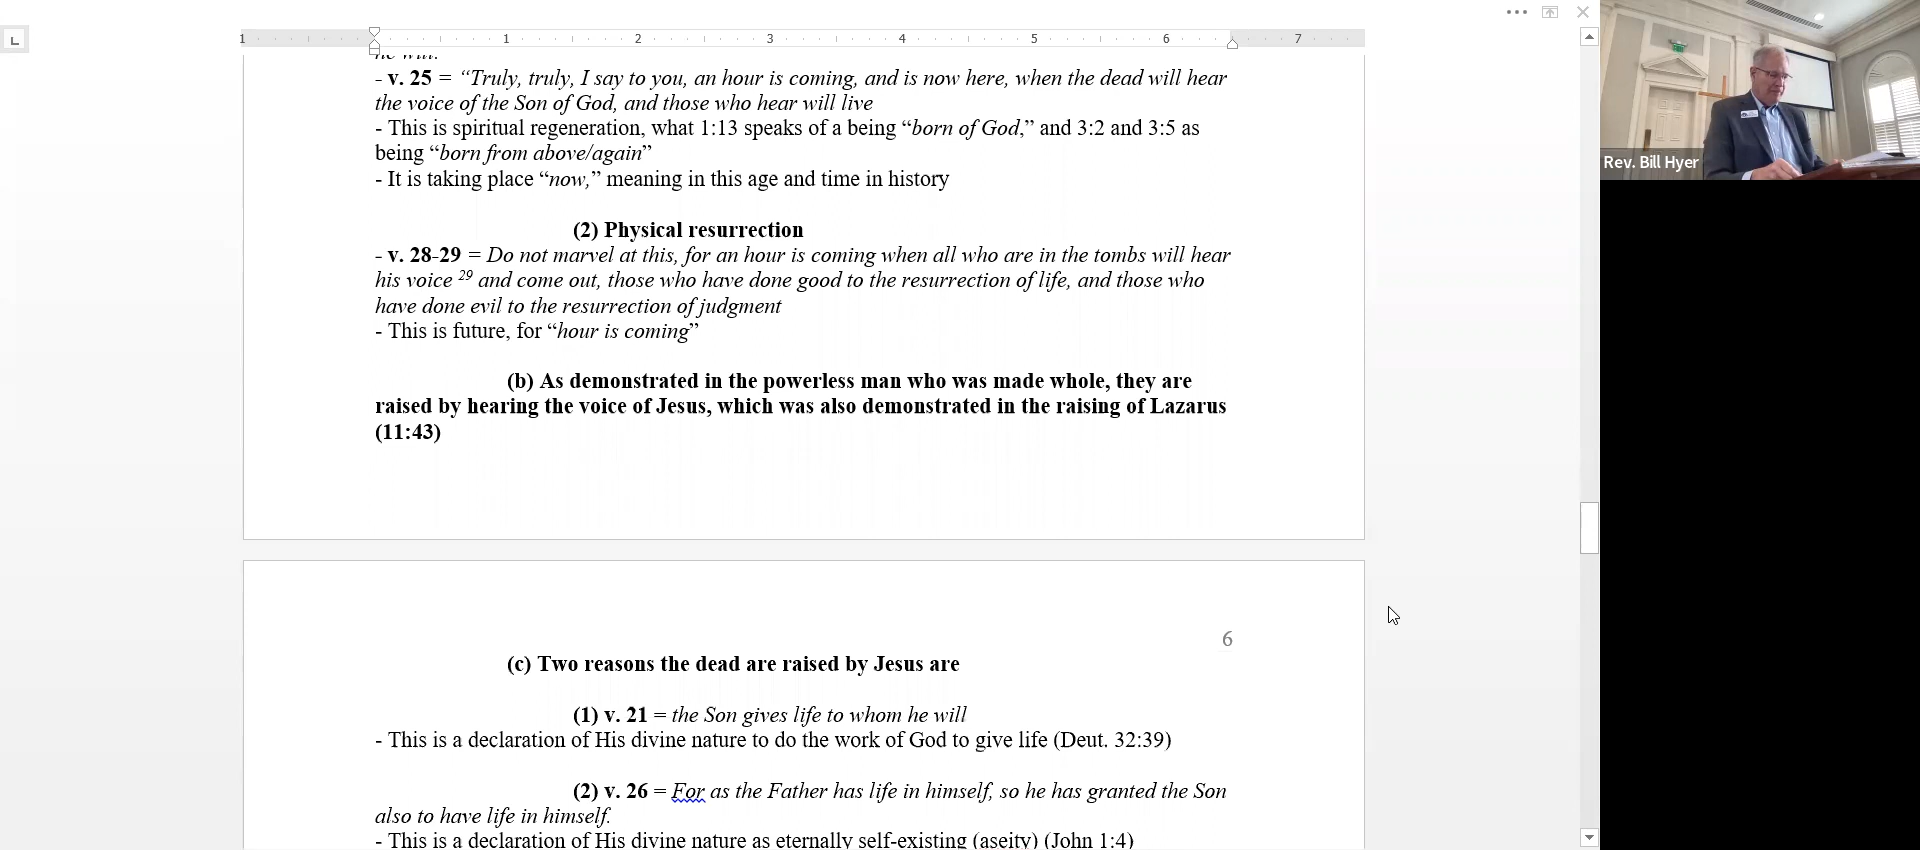 1 1 2 3 4 5 6 7
he will.
- v. 25 = “Truly, truly, I say to you, an hour is coming, and is now here, when the dead will hear
the voice of the Son of God, and those who hear will live
- This is spiritual regeneration, what 1:13 speaks of a being “born of God,” and 3:2 and 3:5 as
being “born from above/again”
- It is taking place “now,” meaning in this age and time in history
(2) Physical resurrection
- v. 28-29 = Do not marvel at this, for an hour is coming when all who are in the tombs will hear
his voice 29 and come out, those who have done good to the resurrection of life, and those who
have done evil to the resurrection of judgment
- This is future, for “hour is coming”
(b) As demonstrated in the powerless man who was made whole, they are
raised by hearing the voice of Jesus, which was also demonstrated in the raising of Lazarus
(11:43)
6
(c) Two reasons the dead are raised by Jesus are
(1) v. 21 = the Son gives life to whom he will
- This is a declaration of His divine nature to do the work of God to give life (Deut. 32:39)
(2) v. 26 = For as the Father has life in himself, so he has granted the Son
also to have life in himself.
- This is a declaration of His divine nature as eternally self-existing (aseity) (John 1:4)
Rev. Bill Hyer